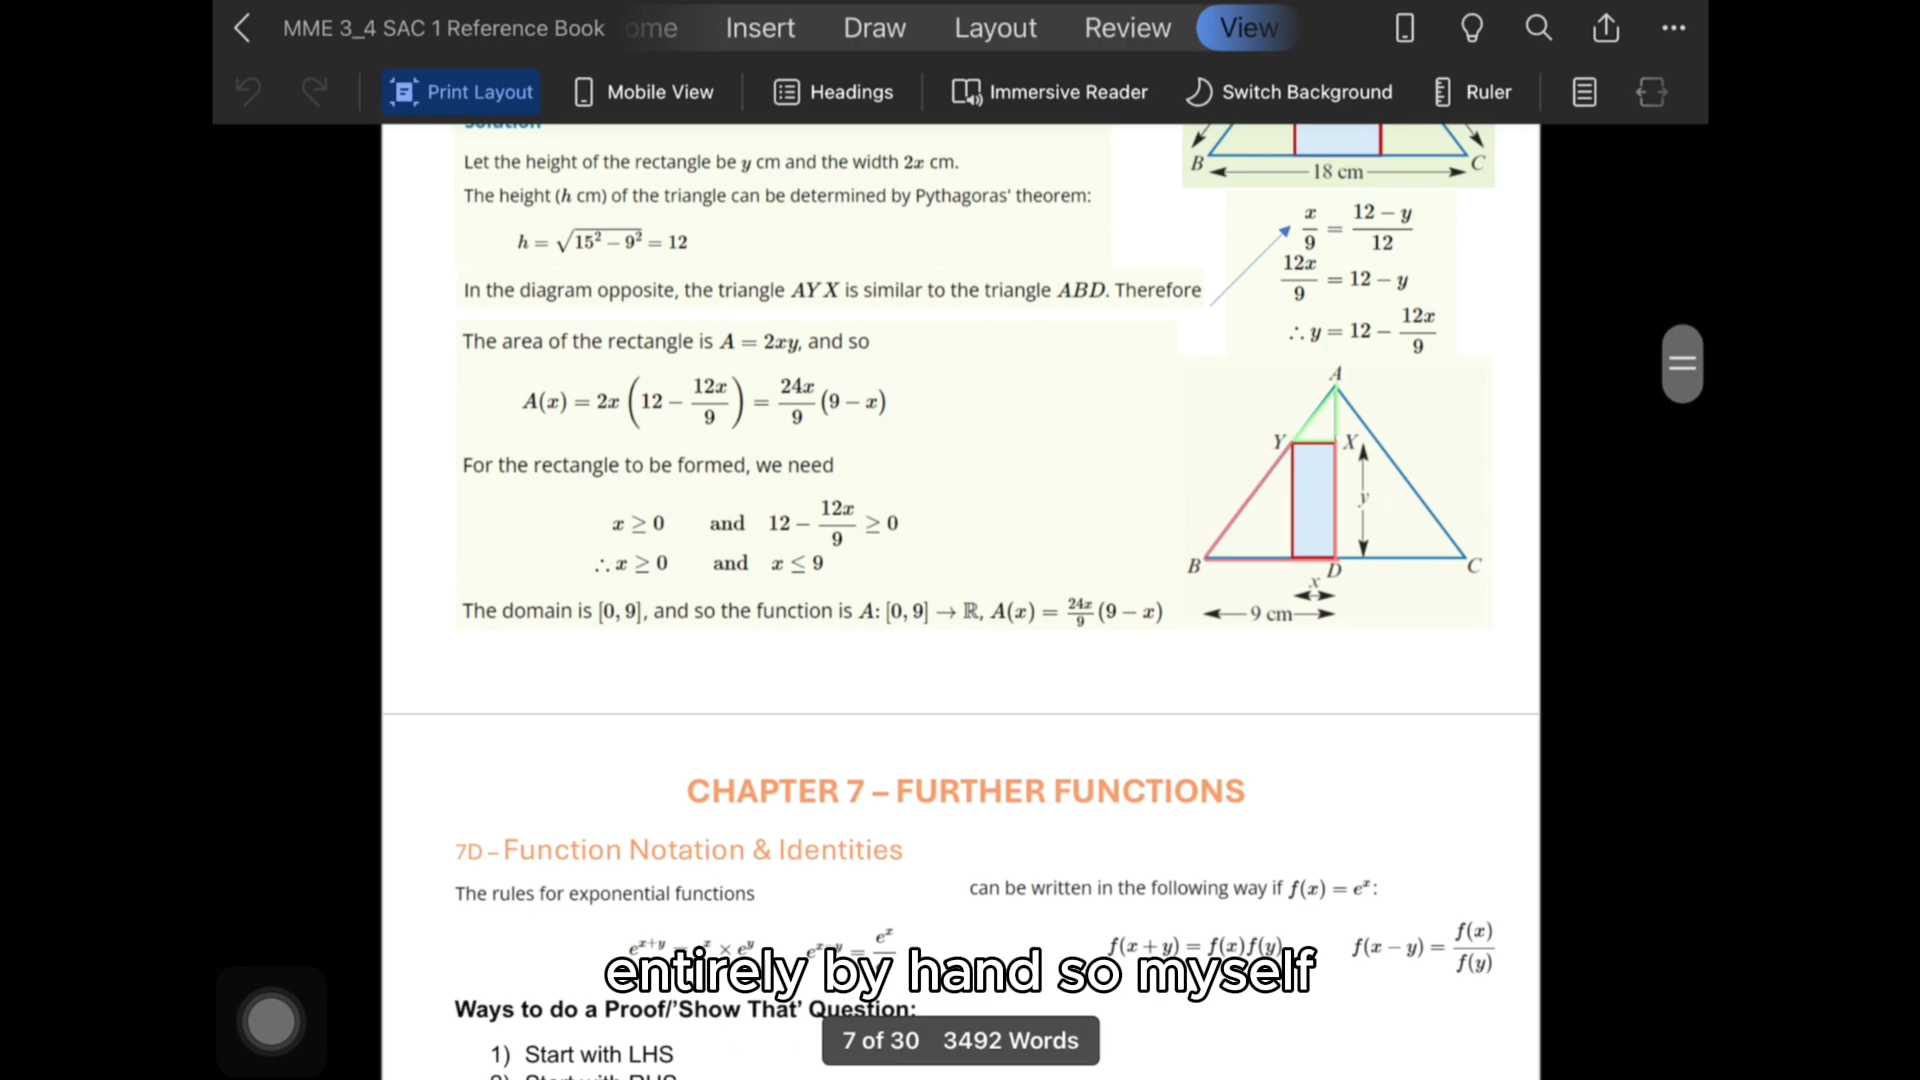 MME 3_4 SAC 1 Reference Book ome Insert Draw Layout Review View
Print Layout Mobile View Headings Immersive Reader Switch Background Ruler
Solution
Let the height of the rectangle be y cm and the width 2x cm.
The height (h cm) of the triangle can be determined by Pythagoras' theorem:
h = √15² – 9² = 12
In the diagram opposite, the triangle AYX is similar to the triangle ABD. Therefore
The area of the rectangle is A = 2xy, and so
A(x) = 2x (12 – 12x/9) = 24x/9 (9 – x)
For the rectangle to be formed, we need
x ≥ 0 and 12 – 12x/9 ≥ 0
∴ x ≥ 0 and x ≤ 9
The domain is [0, 9], and so the function is A: [0, 9] → ℝ, A(x) = 24x/9 (9 – x)
B C
18 cm
x/9 = 12 – y/12
12x/9 = 12 – y
∴ y = 12 – 12x/9
A
Y X
y
B D C
x
9 cm
CHAPTER 7 – FURTHER FUNCTIONS
7D – Function Notation & Identities
The rules for exponential functions
can be written in the following way if f(x) = eˣ:
f(x + y) = f(x)f(y) f(x – y) = f(x)/f(y)
entirely by hand so myself
Ways to do a Proof/'Show That' Question:
1) Start with LHS
7 of 30 3492 Words